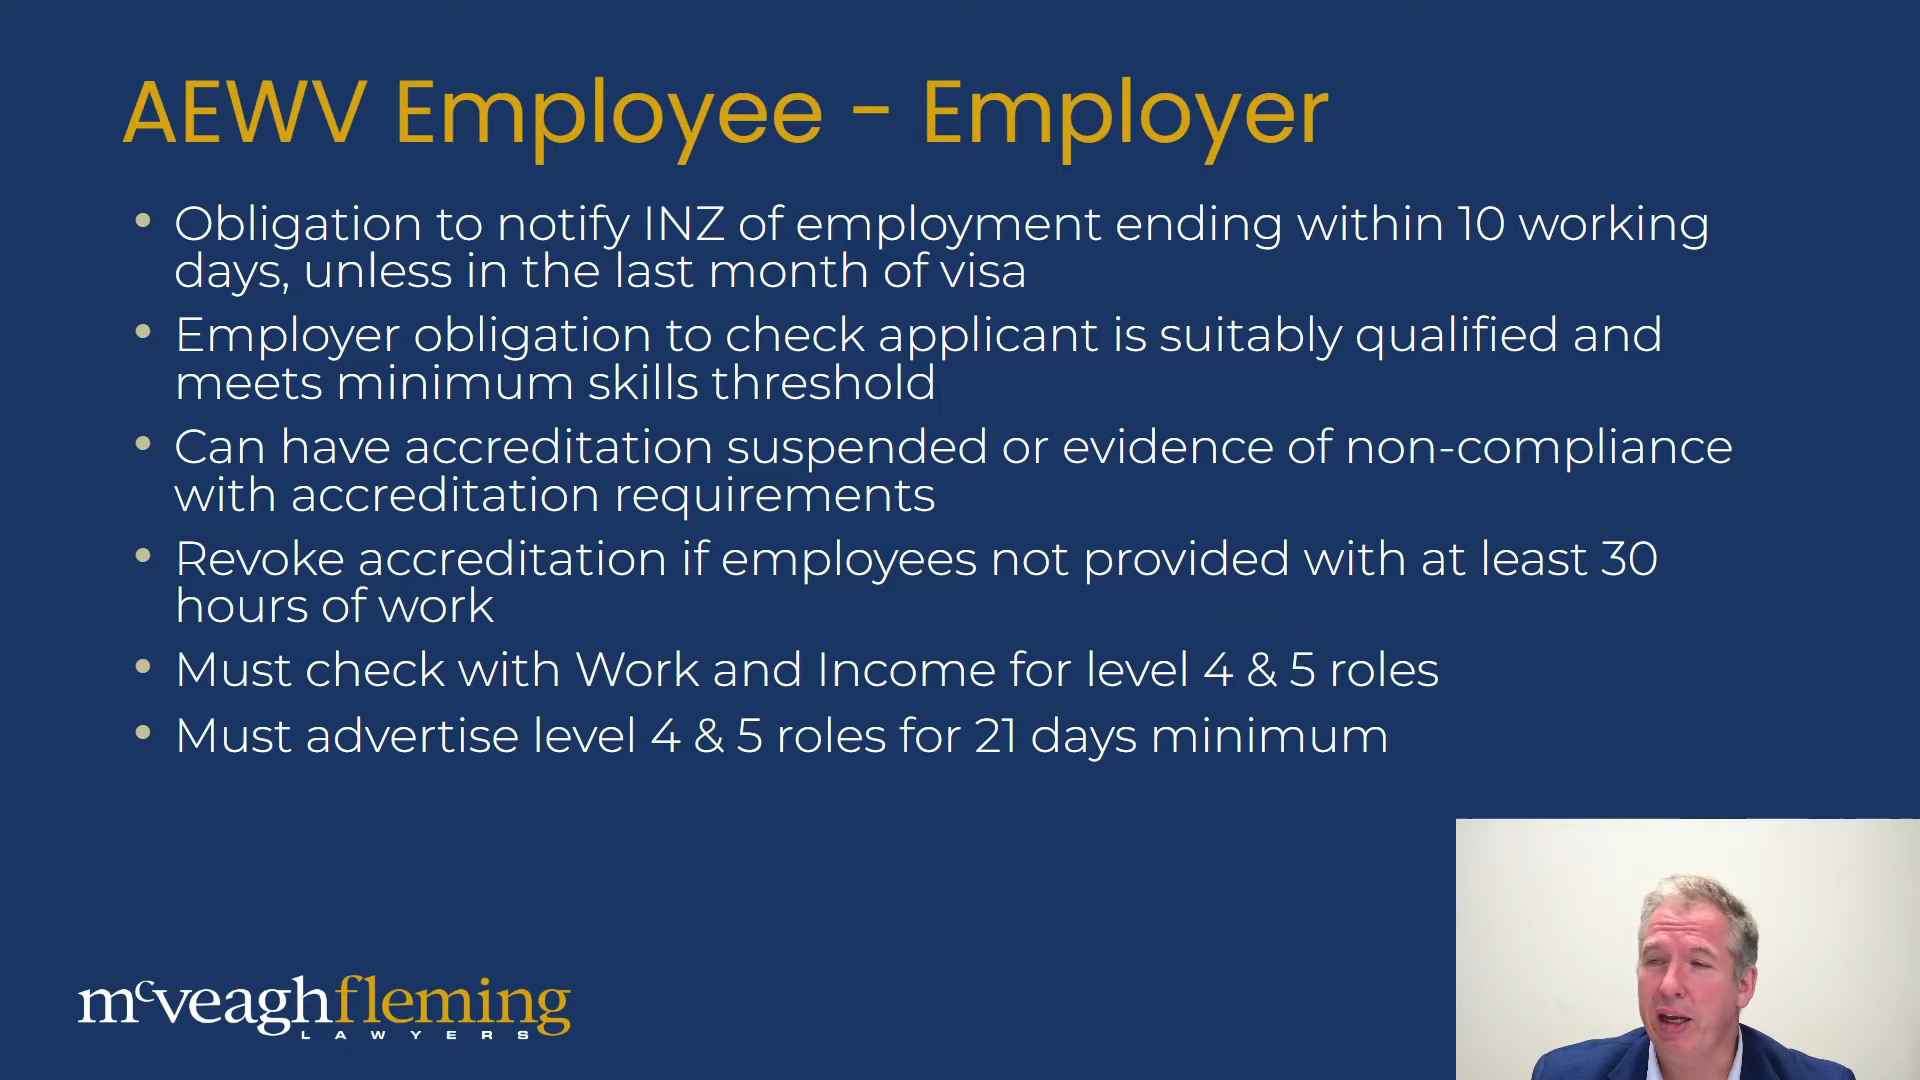 AEWV Employee - Employer
• Obligation to notify INZ of employment ending within 10 working
days, unless in the last month of visa
• Employer obligation to check applicant is suitably qualified and
meets minimum skills threshold
• Can have accreditation suspended or evidence of non-compliance
with accreditation requirements
• Revoke accreditation if employees not provided with at least 30
hours of work
• Must check with Work and Income for level 4 & 5 roles
• Must advertise level 4 & 5 roles for 21 days minimum
mcveaghfleming
LAWYERS